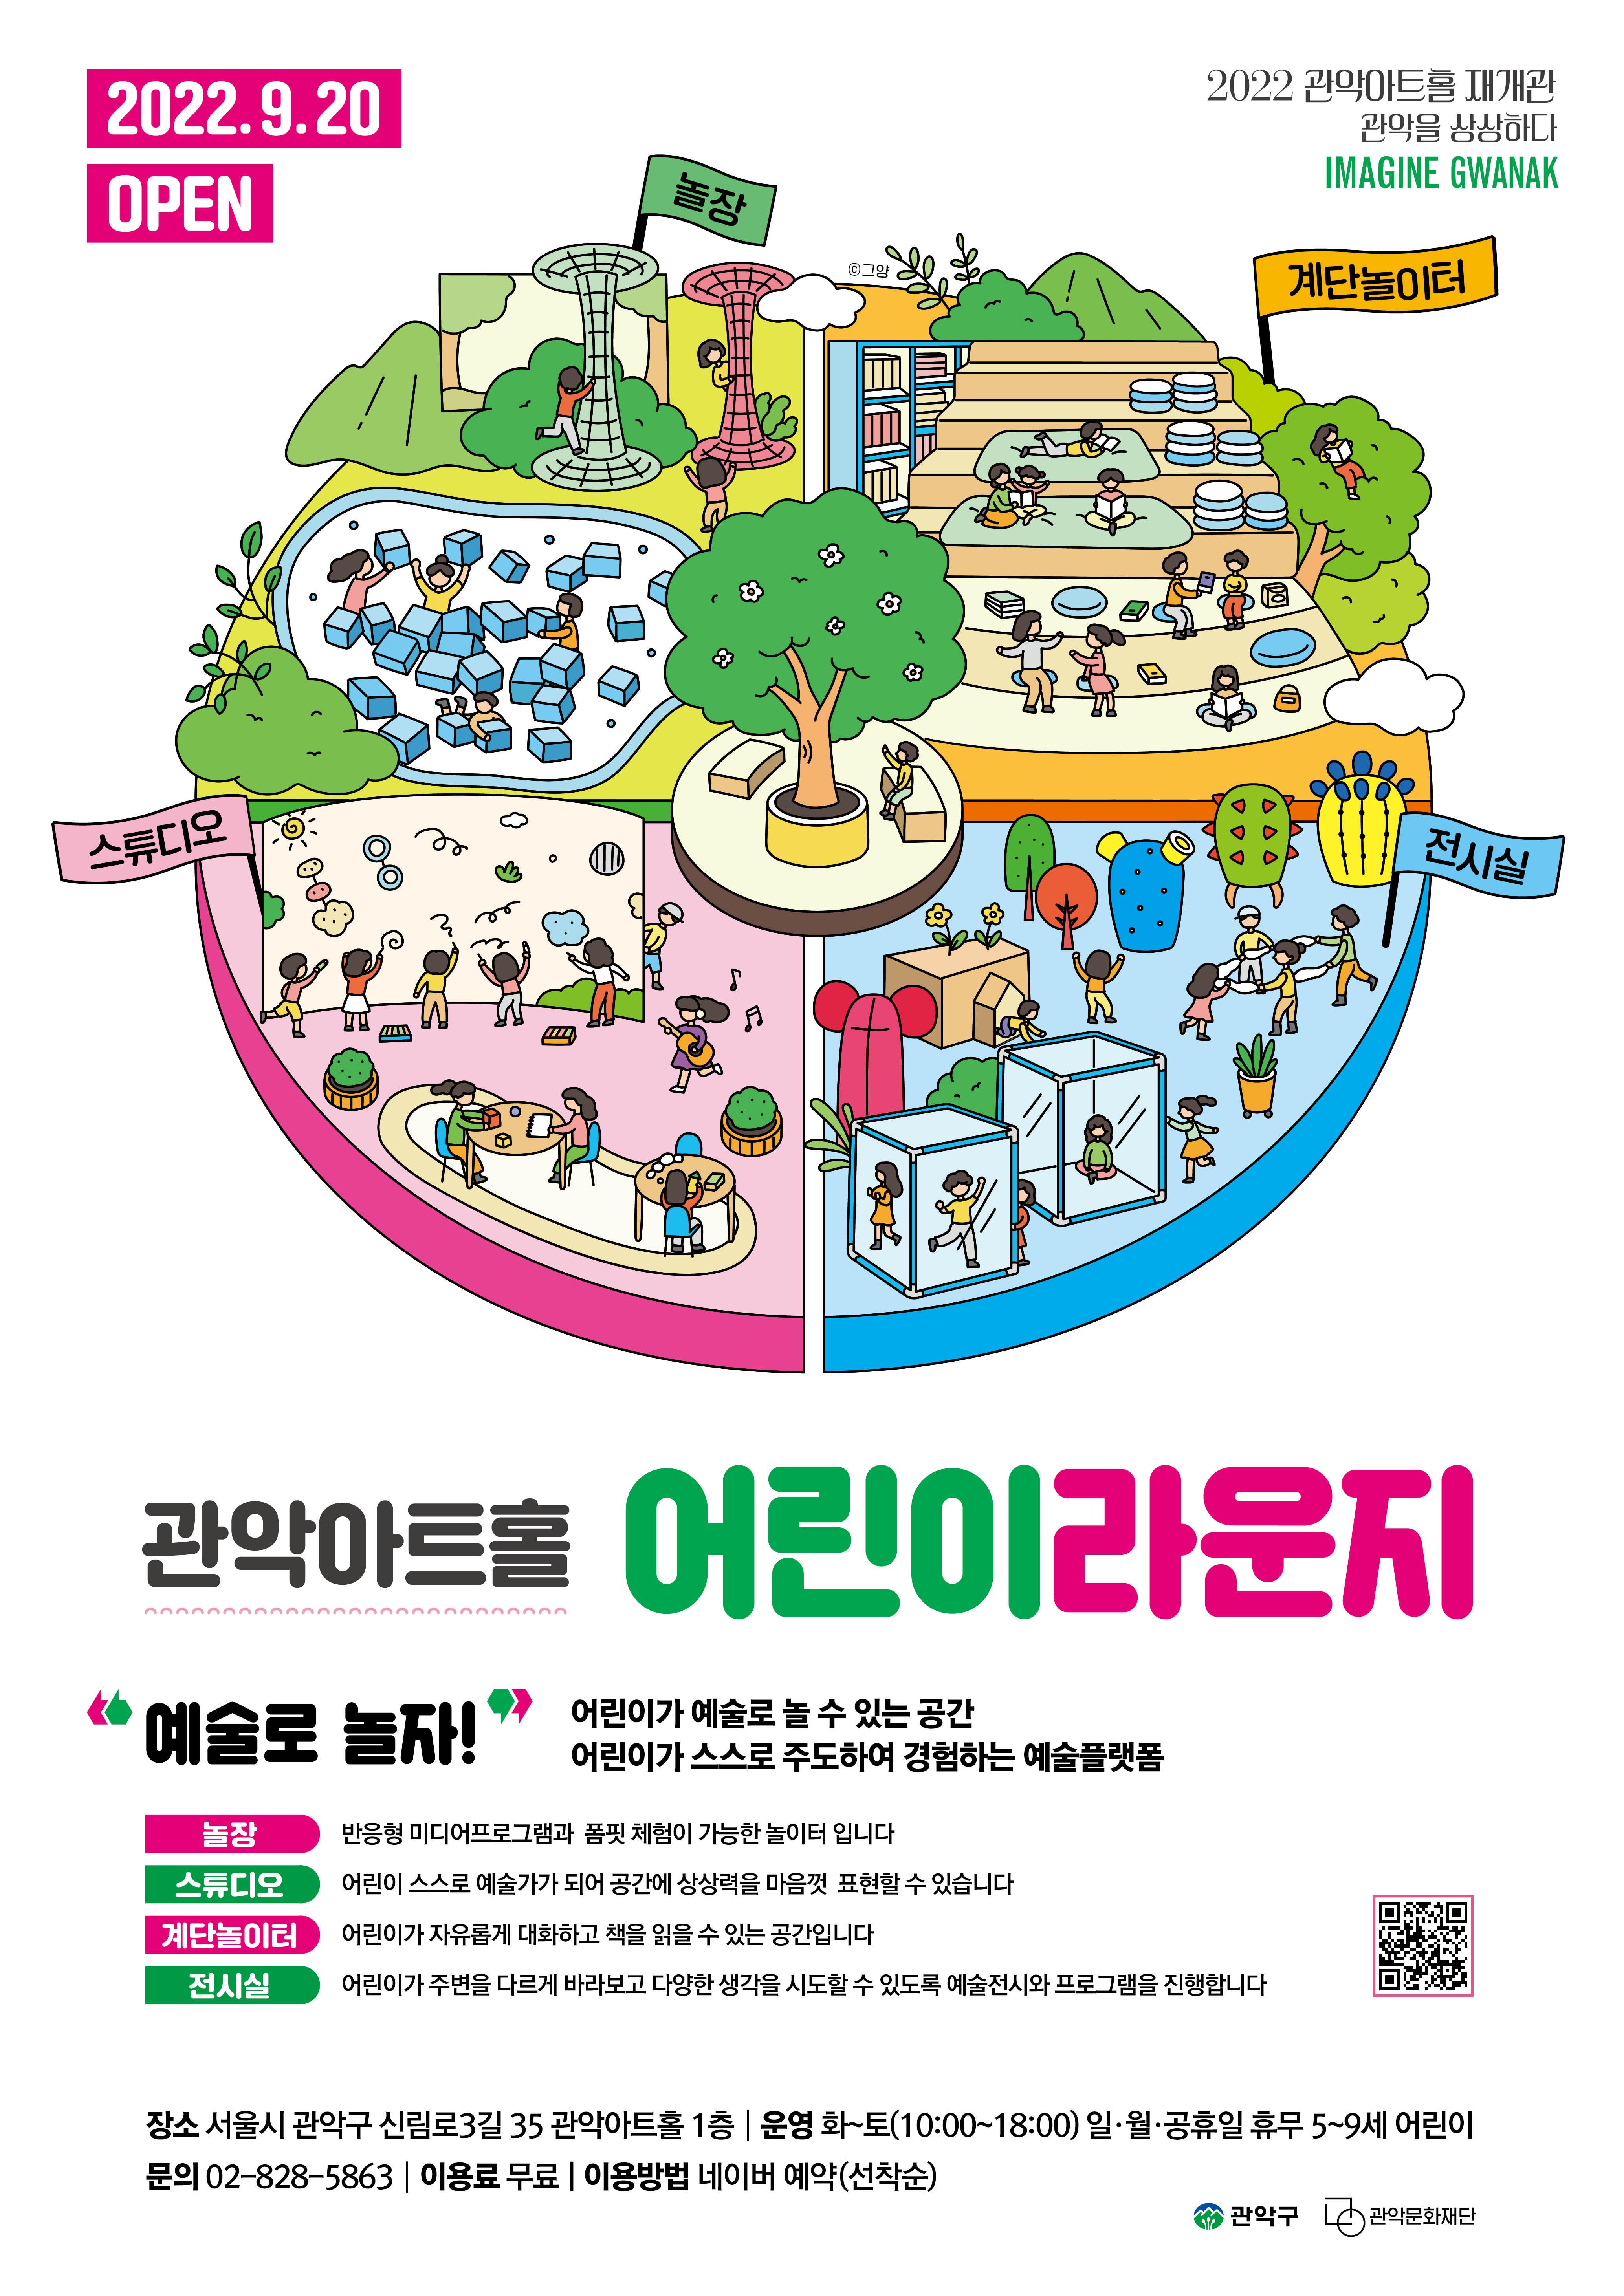 2022.9.20
OPEN
2022 관악아트홀 재개관
관악을 상상하다
IMAGINE GWANAK
놀장
ⓒ그양
계단놀이터
스튜디오
전시실
관악아트홀 어린이라운지
“예술로 놀자!”
어린이가 예술로 놀 수 있는 공간
어린이가 스스로 주도하여 경험하는 예술플랫폼
놀장 반응형 미디어프로그램과 폼핏 체험이 가능한 놀이터 입니다
스튜디오 어린이 스스로 예술가가 되어 공간에 상상력을 마음껏 표현할 수 있습니다
계단놀이터 어린이가 자유롭게 대화하고 책을 읽을 수 있는 공간입니다
전시실 어린이가 주변을 다르게 바라보고 다양한 생각을 시도할 수 있도록 예술전시와 프로그램을 진행합니다
장소 서울시 관악구 신림로3길 35 관악아트홀 1층 | 운영 화~토(10:00~18:00) 일·월·공휴일 휴무 5~9세 어린이
문의 02-828-5863 | 이용료 무료 | 이용방법 네이버 예약(선착순)
관악구 관악문화재단